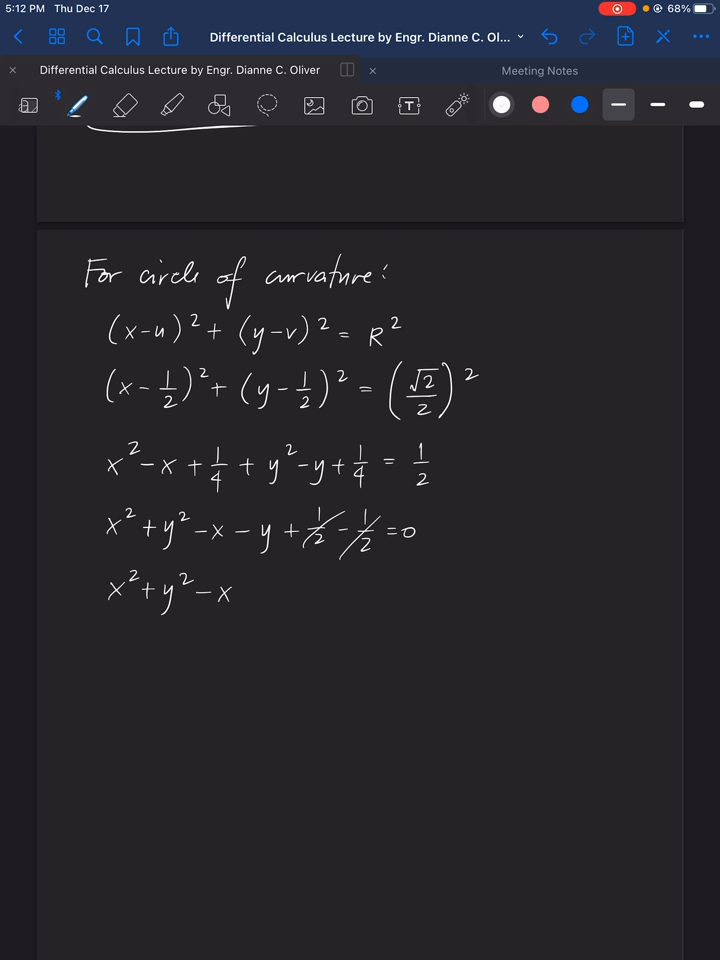 5:12 PM Thu Dec 17
68%
Differential Calculus Lecture by Engr. Dianne C. Ol...
Differential Calculus Lecture by Engr. Dianne C. Oliver
Meeting Notes
T
For circle of curvature:
(x-u)² + (y-v)² = R²
(x - 1/2)² + (y - 1/2)² = (√2/2)²
x² - x + 1/4 + y² - y + 1/4 = 1/2
x² + y² - x - y + 1/2 - 1/2 = 0
x² + y² - x